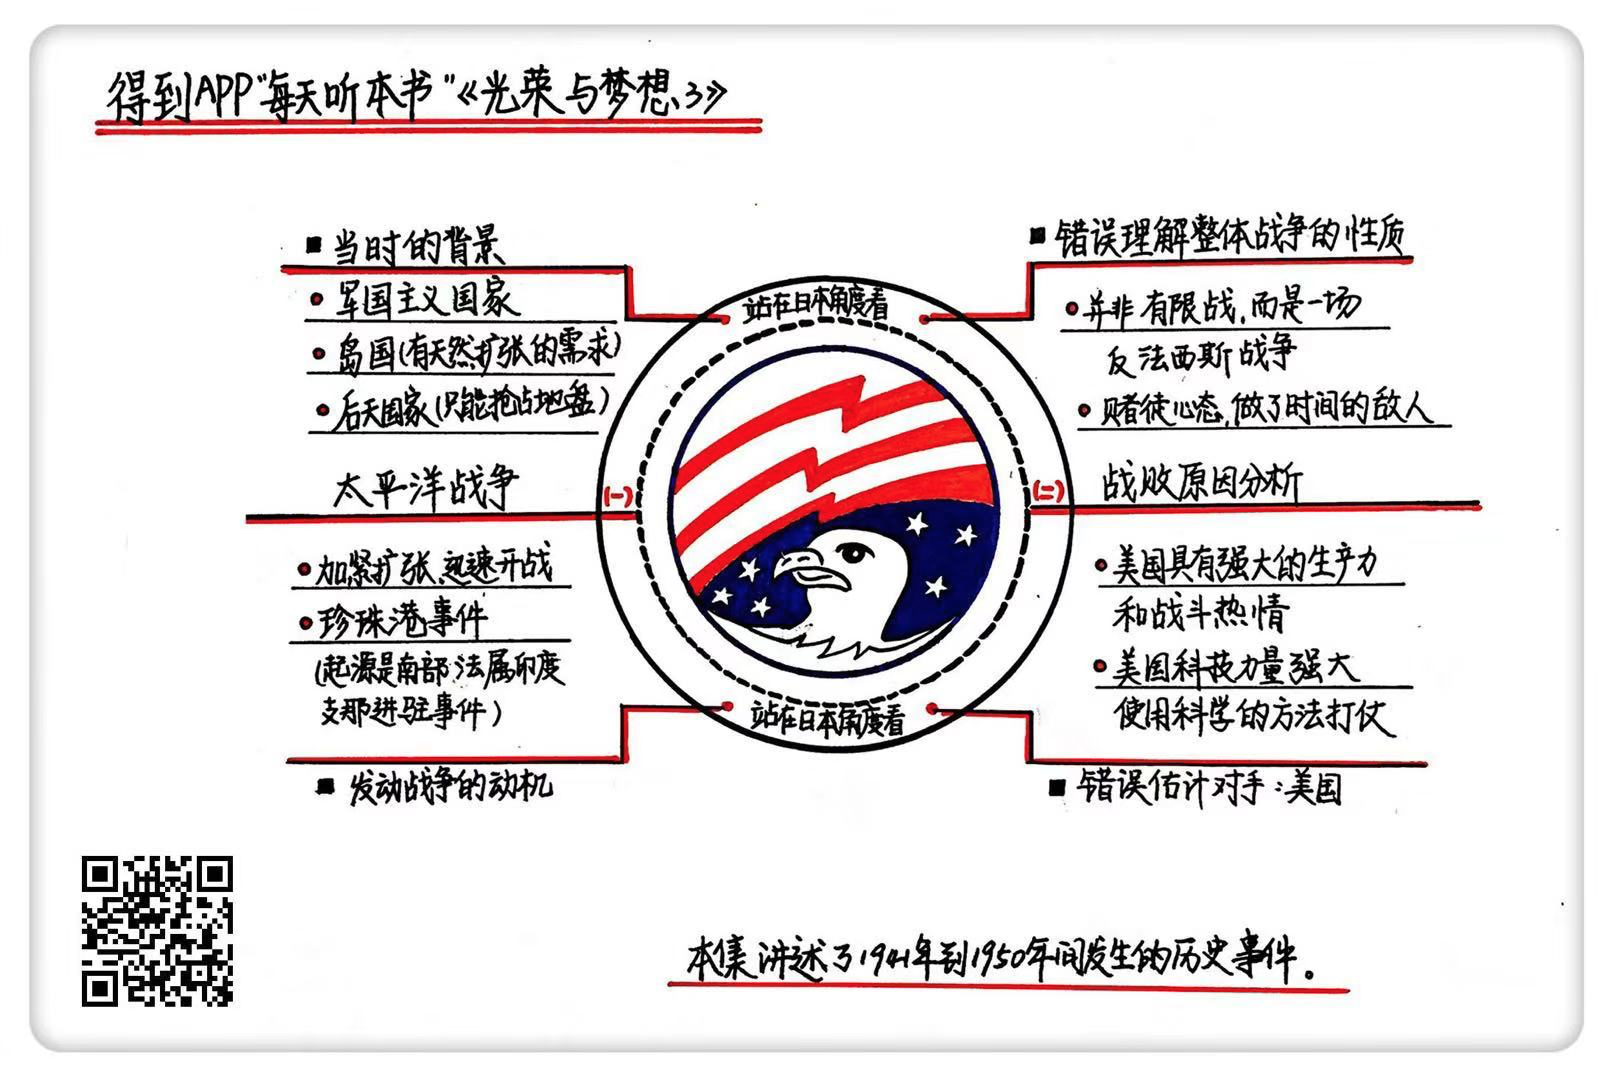 得到APP“每天听本书”《光荣与梦想3》
■ 当时的背景
• 军国主义国家
• 岛国(有天然扩张的需求)
• 后天国家(只能抢占地盘)
太平洋战争
(一)
• 加紧扩张,迅速开战
• 珍珠港事件
(起源是南部法属印度
支那进驻事件)
■ 发动战争的动机
站在日本角度看
站在日本角度看
■ 错误理解整体战争的性质
• 并非有限战,而是一场
反法西斯战争
• 赌徒心态,做了时间的敌人
(二)
战败原因分析
• 美国具有强大的生产力
和战斗热情
• 美国科技力量强大
使用科学的方法打仗
■ 错误估计对手:美国
本集讲述了1941年到1950年间发生的历史事件。